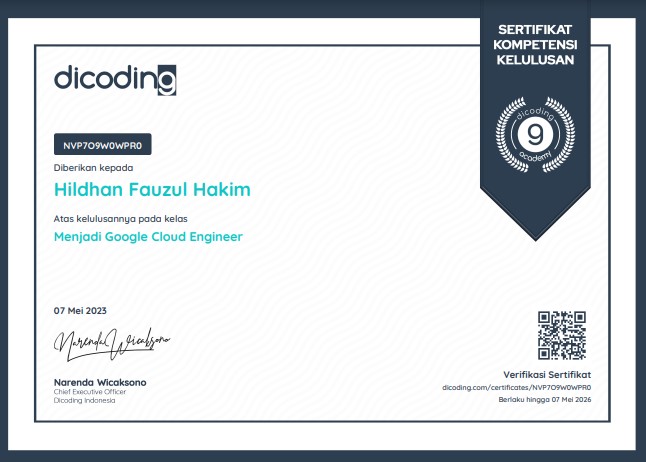 SERTIFIKAT
KOMPETENSI
KELULUSAN
dicoding
dicoding
9
academy
NVP7O9W0WPR0
Diberikan kepada
Hildhan Fauzul Hakim
Atas kelulusannya pada kelas
Menjadi Google Cloud Engineer
07 Mei 2023
Narenda Wicaksono
Narenda Wicaksono
Chief Executive Officer
Dicoding Indonesia
Verifikasi Sertifikat
dicoding.com/certificates/NVP7O9W0WPR0
Berlaku hingga 07 Mei 2026